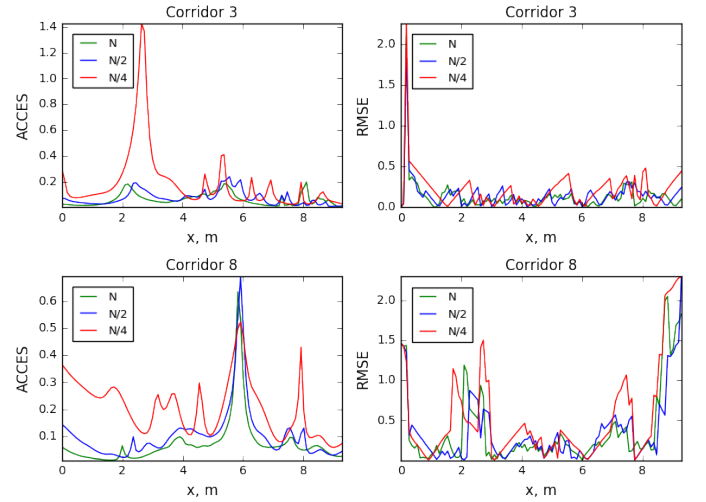 Corridor 3
ACCES
1.4
1.2
1.0
0.8
0.6
0.4
0.2
N
N/2
N/4
0 2 4 6 8
x, m
Corridor 3
RMSE
2.0
1.5
1.0
0.5
N
N/2
N/4
0 2 4 6 8
x, m
Corridor 8
ACCES
0.6
0.5
0.4
0.3
0.2
0.1
N
N/2
N/4
0 2 4 6 8
x, m
Corridor 8
RMSE
2.0
1.5
1.0
0.5
N
N/2
N/4
0 2 4 6 8
x, m